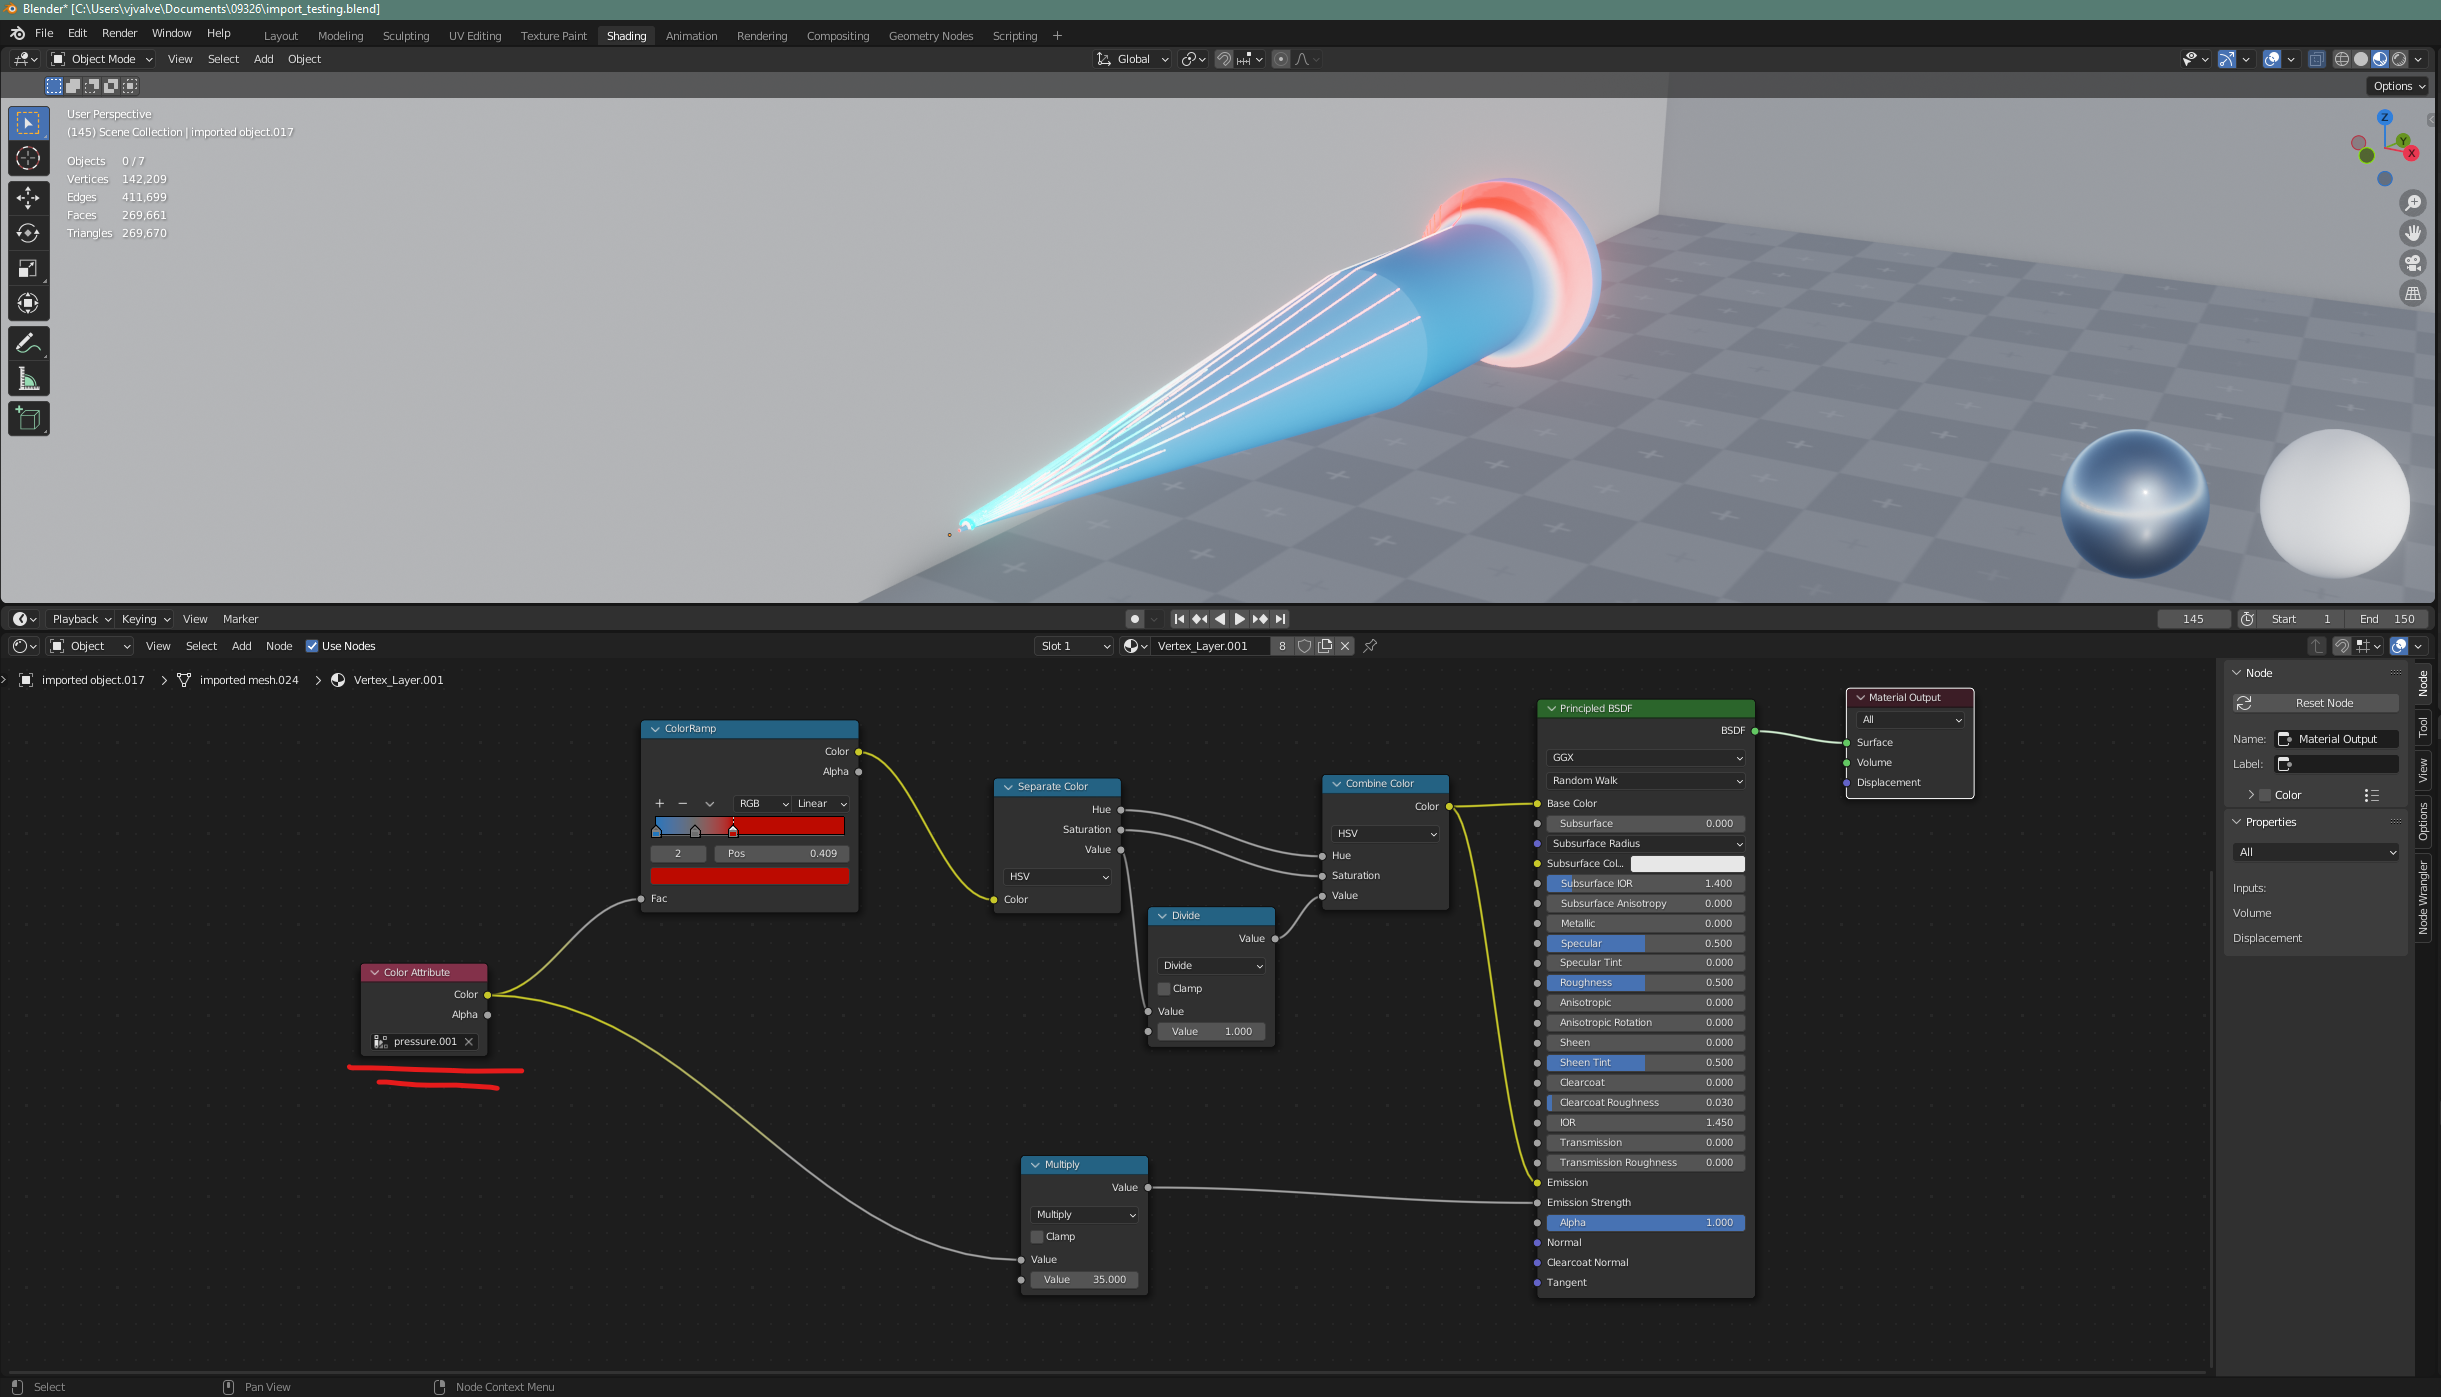 Blender* [C:\Users\vjvalve\Documents\09326\import_testing.blend]
File Edit Render Window Help Layout Modeling Sculpting UV Editing Texture Paint Shading Animation Rendering Compositing Geometry Nodes Scripting
Object Mode View Select Add Object Global
Options
User Perspective
(145) Scene Collection | imported object.017
Objects 0 / 7
Vertices 142,209
Edges 411,699
Faces 269,661
Triangles 269,670
Z
Y
X
Playback Keying View Marker 145 Start 1 End 150
Object View Select Add Node Use Nodes Slot 1 Vertex_Layer.001 8
imported object.017 > imported mesh.024 > Vertex_Layer.001
Color Attribute
Color
Alpha
pressure.001
ColorRamp
Color
Alpha
RGB Linear
2 Pos 0.409
Fac
Separate Color
Hue
Saturation
Value
HSV
Color
Divide
Value
Divide
Clamp
Value
Value 1.000
Multiply
Value
Multiply
Clamp
Value
Value 35.000
Combine Color
Color
HSV
Hue
Saturation
Value
Principled BSDF
BSDF
GGX
Random Walk
Base Color
Subsurface 0.000
Subsurface Radius
Subsurface Col...
Subsurface IOR 1.400
Subsurface Anisotropy 0.000
Metallic 0.000
Specular 0.500
Specular Tint 0.000
Roughness 0.500
Anisotropic 0.000
Anisotropic Rotation 0.000
Sheen 0.000
Sheen Tint 0.500
Clearcoat 0.000
Clearcoat Roughness 0.030
IOR 1.450
Transmission 0.000
Transmission Roughness 0.000
Emission
Emission Strength
Alpha 1.000
Normal
Clearcoat Normal
Tangent
Material Output
All
Surface
Volume
Displacement
Node
Reset Node
Name: Material Output
Label:
Color
Properties
All
Inputs:
Volume
Displacement
Node
Tool
View
Options
Node Wrangler
Select Pan View Node Context Menu